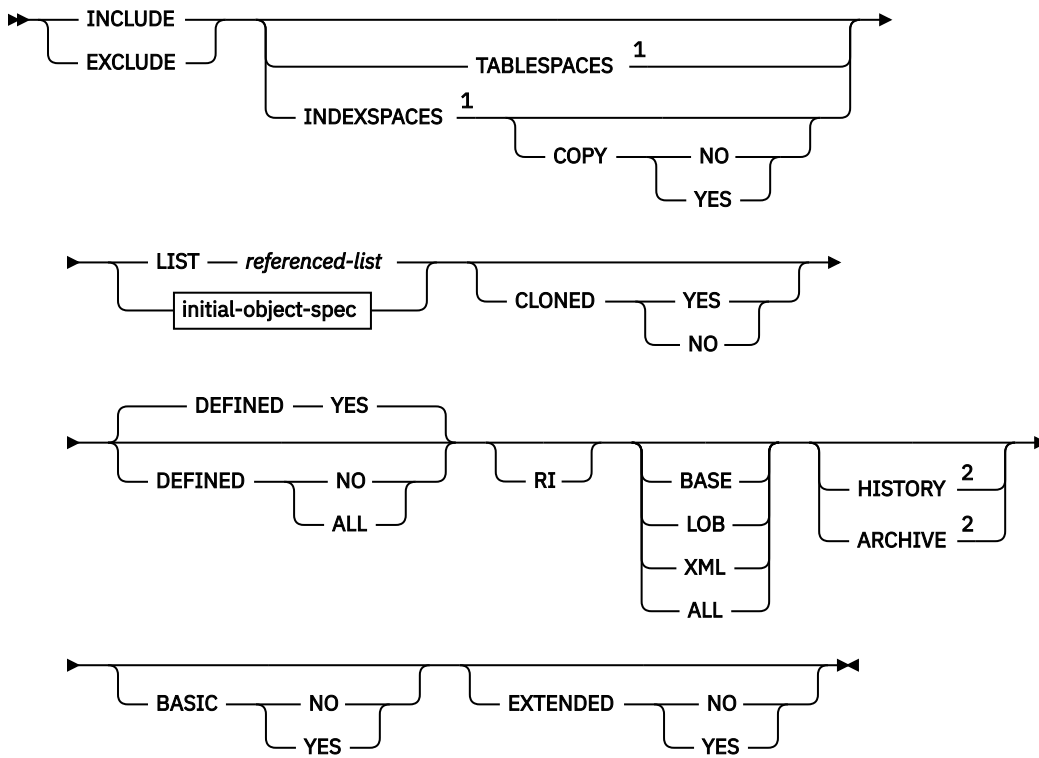 INCLUDE
EXCLUDE
TABLESPACES 1
INDEXSPACES 1
COPY NO
YES
LIST referenced-list
initial-object-spec
CLONED YES
NO
DEFINED YES
DEFINED NO
ALL
RI
BASE
LOB
XML
ALL
HISTORY 2
ARCHIVE 2
BASIC NO
YES
EXTENDED NO
YES